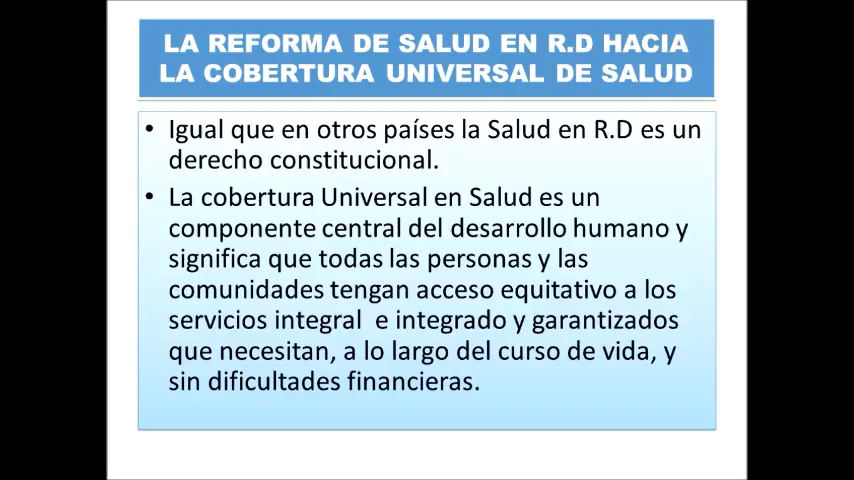 LA REFORMA DE SALUD EN R.D HACIA
LA COBERTURA UNIVERSAL DE SALUD
• Igual que en otros países la Salud en R.D es un
derecho constitucional.
• La cobertura Universal en Salud es un
componente central del desarrollo humano y
significa que todas las personas y las
comunidades tengan acceso equitativo a los
servicios integral  e integrado y garantizados
que necesitan, a lo largo del curso de vida, y
sin dificultades financieras.